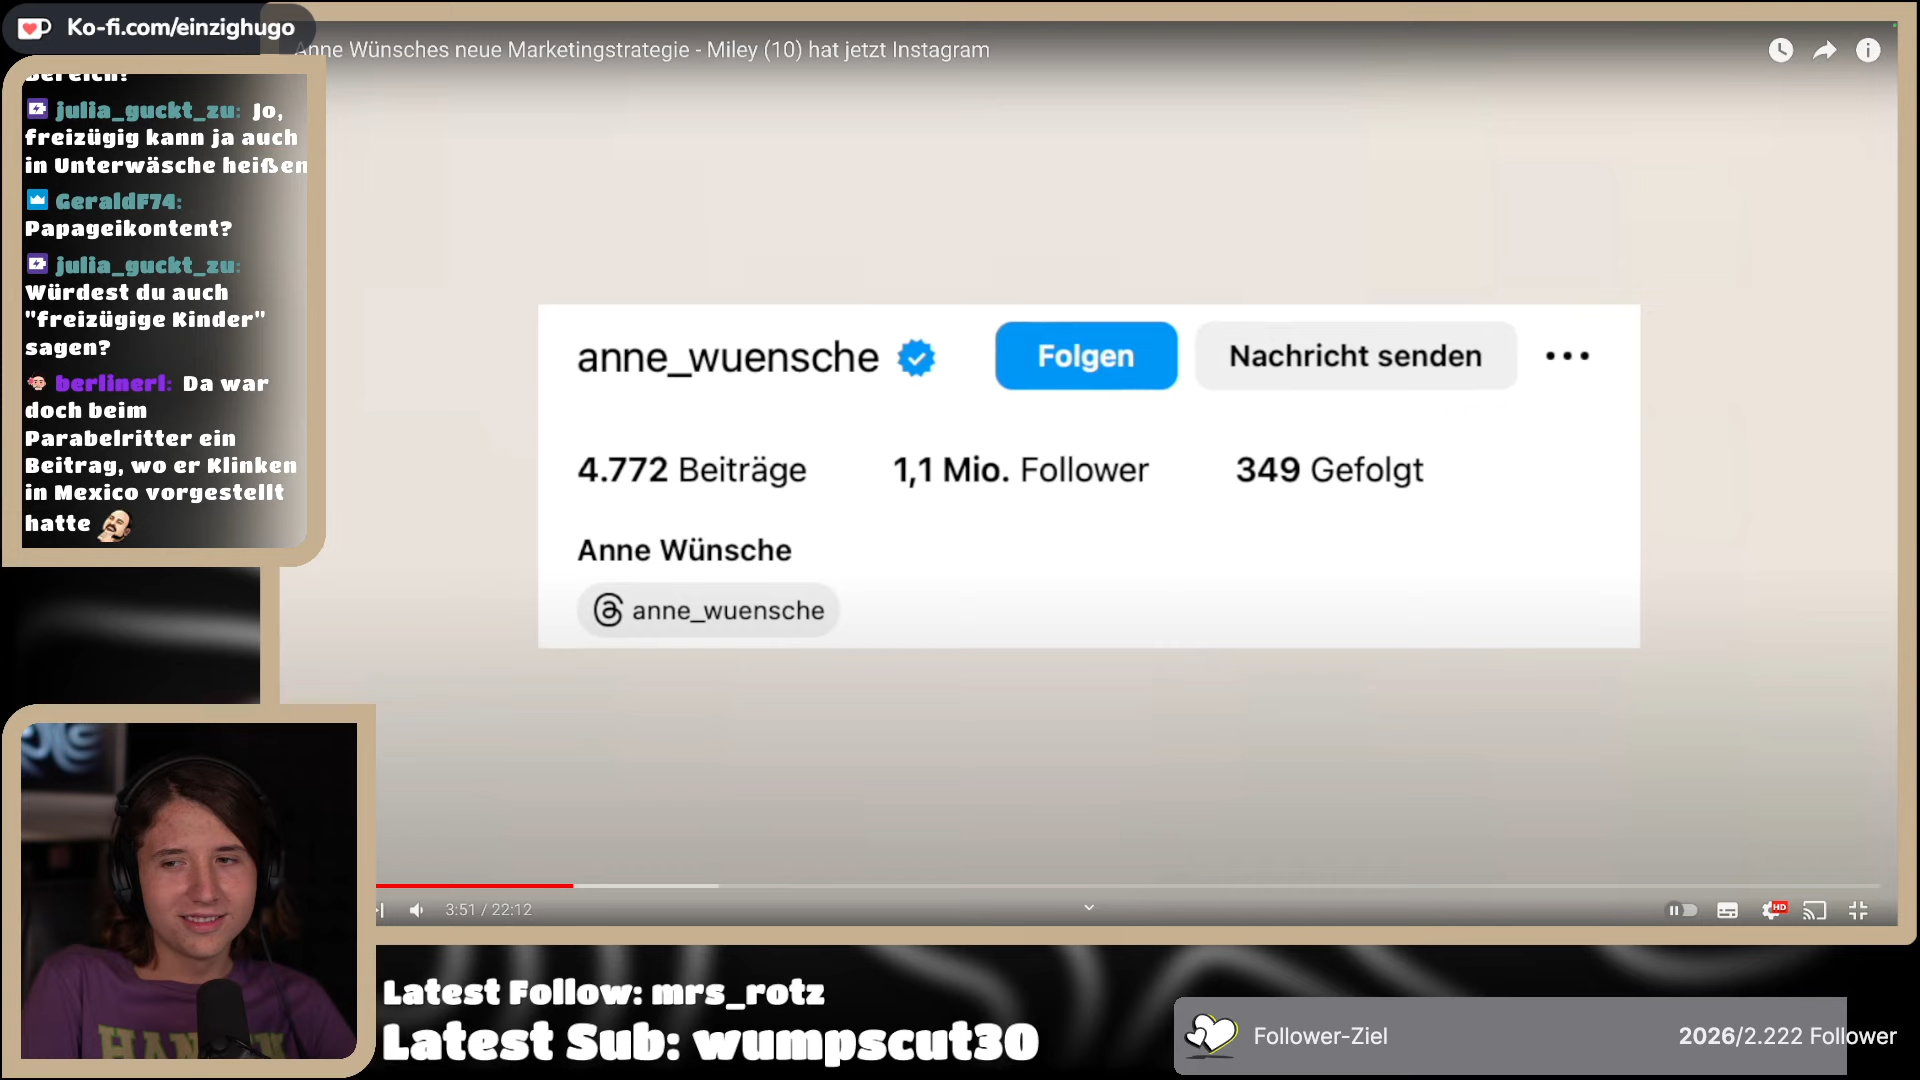 Ko-fi.com/einzighugo
Anne Wünsches neue Marketingstrategie - Miley (10) hat jetzt Instagram
Bereich?
julia_guckt_zu: Jo,
freizügig kann ja auch
in Unterwäsche heißen
GeraldF74:
Papageikontent?
julia_guckt_zu:
Würdest du auch
"freizügige Kinder"
sagen?
berliner1: Da war
doch beim
Parabelritter ein
Beitrag, wo er Klinken
in Mexico vorgestellt
hatte
anne_wuensche
Folgen
Nachricht senden
4.772 Beiträge
1,1 Mio. Follower
349 Gefolgt
Anne Wünsche
anne_wuensche
3:51 / 22:12
HD
Latest Follow: mrs_rotz
Latest Sub: wumpscut30
Follower-Ziel
2026/2.222 Follower